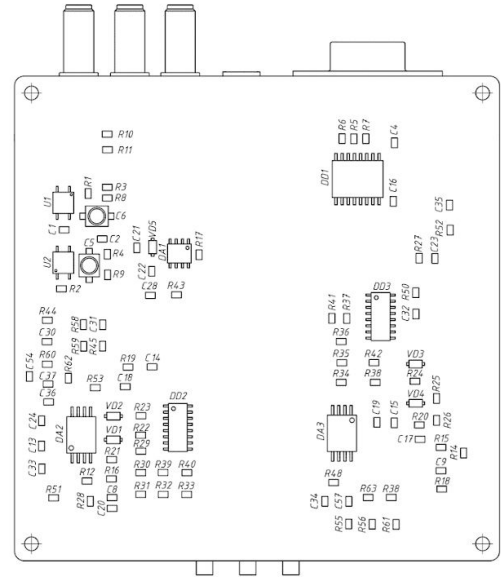 R10
R11
R6
R5
R7
C4
DD1
C16
C35
R52
R1
R3
R8
U1
C6
C1
C2
C5
R4
U2
R9
R2
C21
VD5
DA1
R17
C22
C28
R43
R27
C23
R50
C32
DD3
R41
R37
R36
R35
R42
R34
R38
VD3
R24
VD4
R25
R20
R26
C17
R15
R14
C9
R18
R44
C30
R58
C31
R60
R59
R45
C54
C37
R62
C36
R53
R19
C14
C18
C24
C13
C33
DA2
VD2
VD1
R23
R22
R29
DD2
R21
R12
R16
R30
R39
R40
R51
R28
C8
C20
R31
R32
R33
DA3
C19
C15
R48
C34
C57
R63
R38
R55
R56
R61